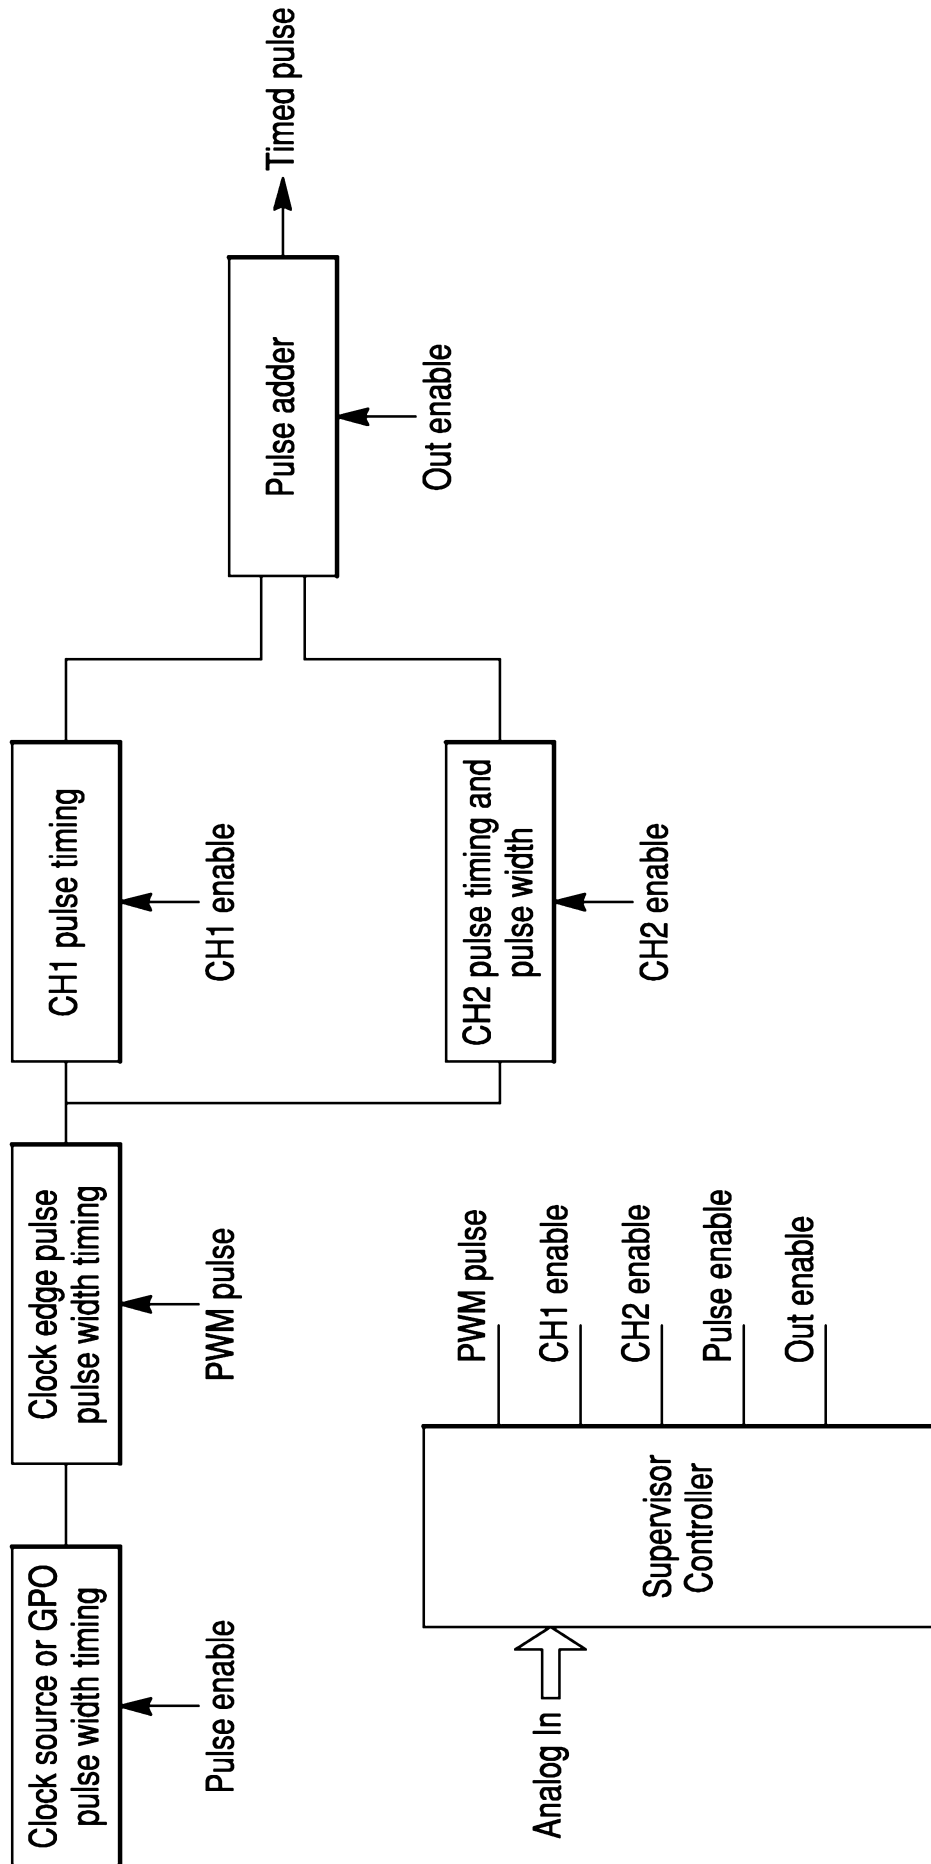 Clock source or GPO
pulse width timing
Pulse enable
Clock edge pulse
pulse width timing
PWM pulse
CH1 pulse timing
CH1 enable
CH2 pulse timing and
pulse width
CH2 enable
Pulse adder
Out enable
Timed pulse
Analog In
Supervisor
Controller
PWM pulse
CH1 enable
CH2 enable
Pulse enable
Out enable